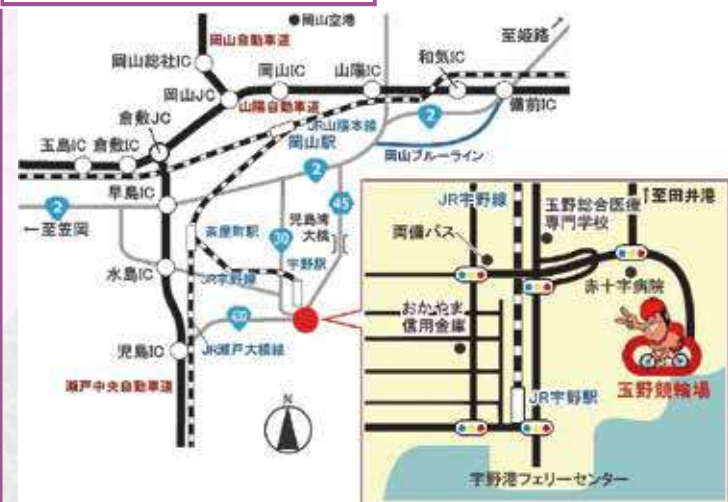 岡山空港
岡山自動車道
至姫路
和気IC
岡山総社IC
岡山IC
山陽IC
岡山JC
山陽自動車道
備前IC
倉敷JC
JR山陽本線
岡山駅
2
玉島IC
倉敷IC
岡山ブルーライン
2
早島IC
2
←至笠岡
45
児島湾
大橋
茶屋町駅
30
宇野駅
水島IC
JR宇野線
430
児島IC
JR瀬戸大橋線
瀬戸中央自動車道
N
JR宇野線
玉野総合医療
専門学校
↑至田井港
両備バス
赤十字病院
おかやま
信用金庫
玉野競輪場
JR宇野駅
宇野港フェリーセンター